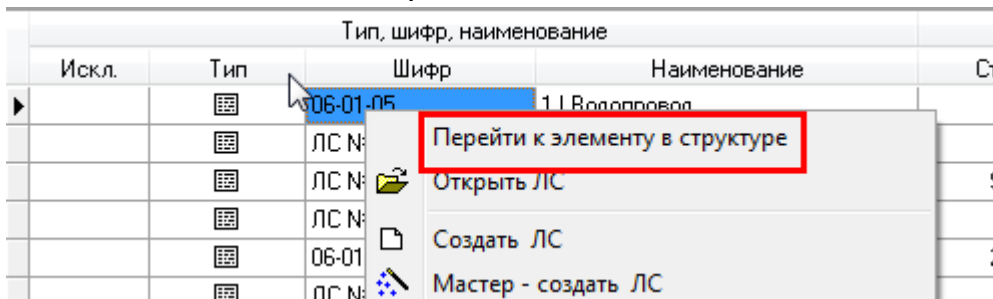 Тип, шифр, наименование
Искл. Тип Шифр Наименование Ст
06-01-05 1 | Водопровод
ЛС №
Перейти к элементу в структуре
ЛС №
Открыть ЛС
ЛС №
06-01
Создать ЛС
ЛС №
Мастер - создать ЛС